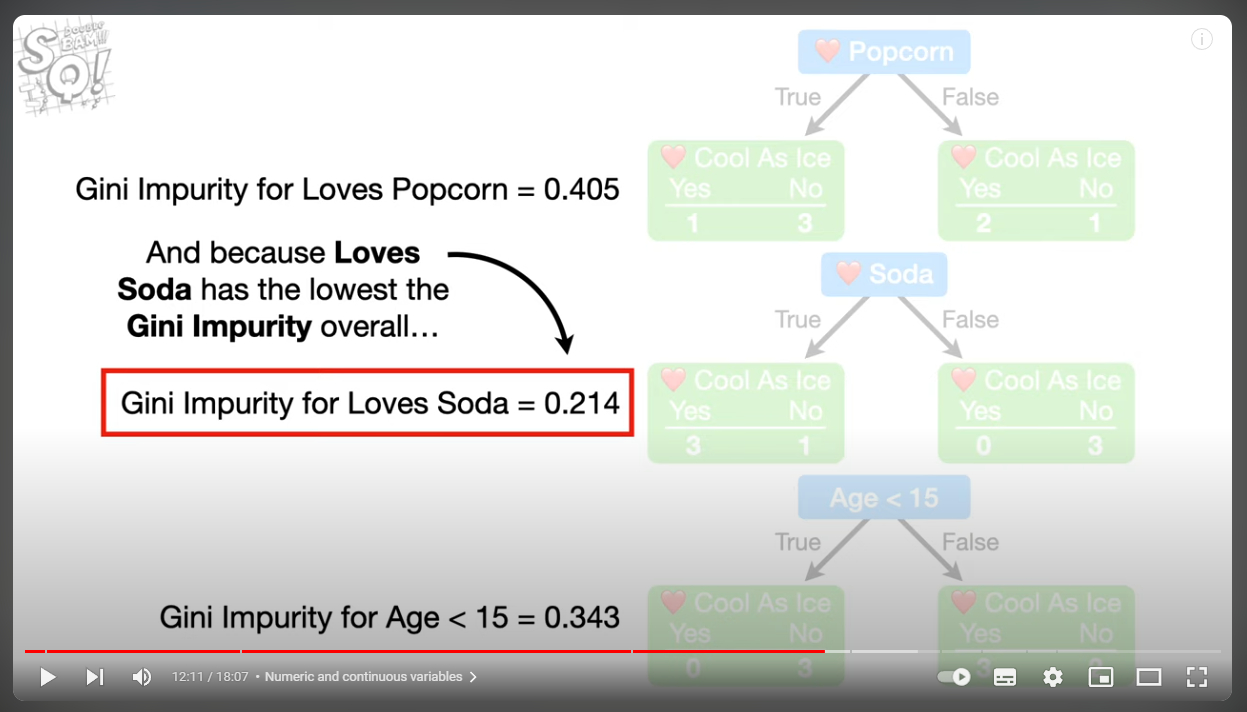 DOUBLE
BAM!!!
SQ!
❤️ Popcorn
True
False
❤️ Cool As Ice
Yes No
1 3
❤️ Cool As Ice
Yes No
2 1
Gini Impurity for Loves Popcorn = 0.405
And because Loves
Soda has the lowest the
Gini Impurity overall…
❤️ Soda
True
False
❤️ Cool As Ice
Yes No
3 1
❤️ Cool As Ice
Yes No
0 3
Gini Impurity for Loves Soda = 0.214
Age < 15
True
False
❤️ Cool As Ice
Yes No
0 3
❤️ Cool As Ice
Yes No
Gini Impurity for Age < 15 = 0.343
12:11 / 18:07 • Numeric and continuous variables